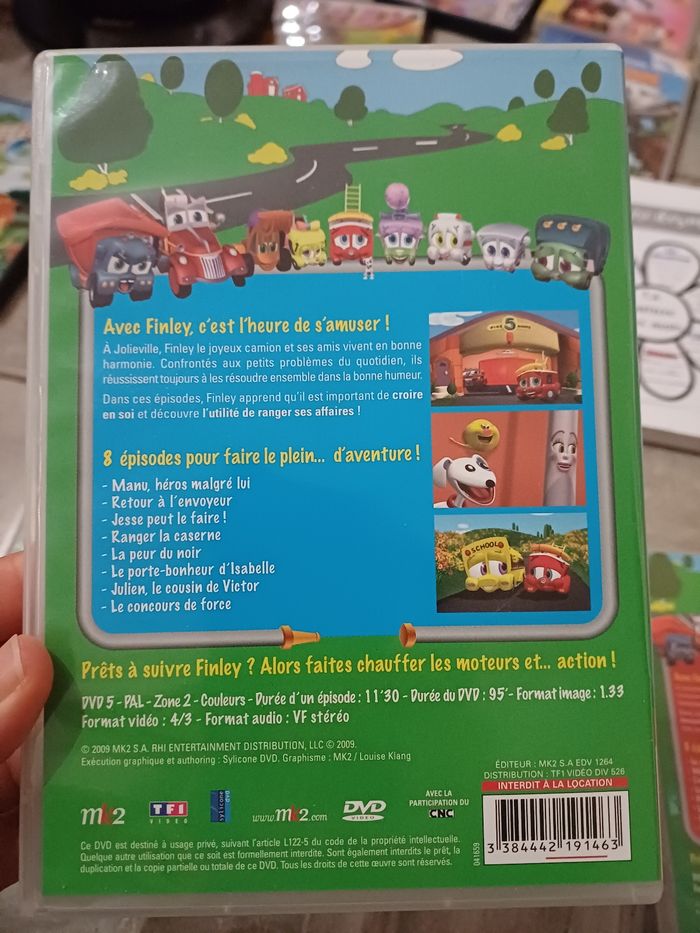 FIRE 5 HOUSE
Avec Finley, c'est l'heure de s'amuser !
À Jolieville, Finley le joyeux camion et ses amis vivent en bonne
harmonie. Confrontés aux petits problèmes du quotidien, ils
réussissent toujours à les résoudre ensemble dans la bonne humeur.
Dans ces épisodes, Finley apprend qu'il est important de croire
en soi et découvre l'utilité de ranger ses affaires !
8 épisodes pour faire le plein... d'aventure !
- Manu, héros malgré lui
- Retour à l'envoyeur
- Jesse peut le faire !
- Ranger la caserne
- La peur du noir
- Le porte-bonheur d'Isabelle
- Julien, le cousin de Victor
- Le concours de force
SCHOOL
Prêts à suivre Finley ? Alors faites chauffer les moteurs et... action !
DVD 5 - PAL - Zone 2 - Couleurs - Durée d'un épisode : 11'30 - Durée du DVD : 95'- Format image : 1.33
Format vidéo : 4/3 - Format audio : VF stéréo
© 2009 MK2 S.A. RHI ENTERTAINMENT DISTRIBUTION, LLC © 2009.
Exécution graphique et authoring : Sylicone DVD. Graphisme : MK2 / Louise Klang
ÉDITEUR : MK2 S.A EDV 1264
DISTRIBUTION : TF1 VIDÉO DIV 526
INTERDIT À LA LOCATION
mk2
TF1
VIDEO
sylicone dvd
www.mk2.com
DVD
VIDEO
AVEC LA
PARTICIPATION DU
CNC
041659
3 384442 191463
Ce DVD est destiné à usage privé, suivant l'article L122-5 du code de la propriété intellectuelle.
Quelque autre utilisation que ce soit est formellement interdite. Sont également interdits le prêt, la
duplication et la copie partielle ou totale de ce DVD. Tous les droits de cette œuvre sont réservés.